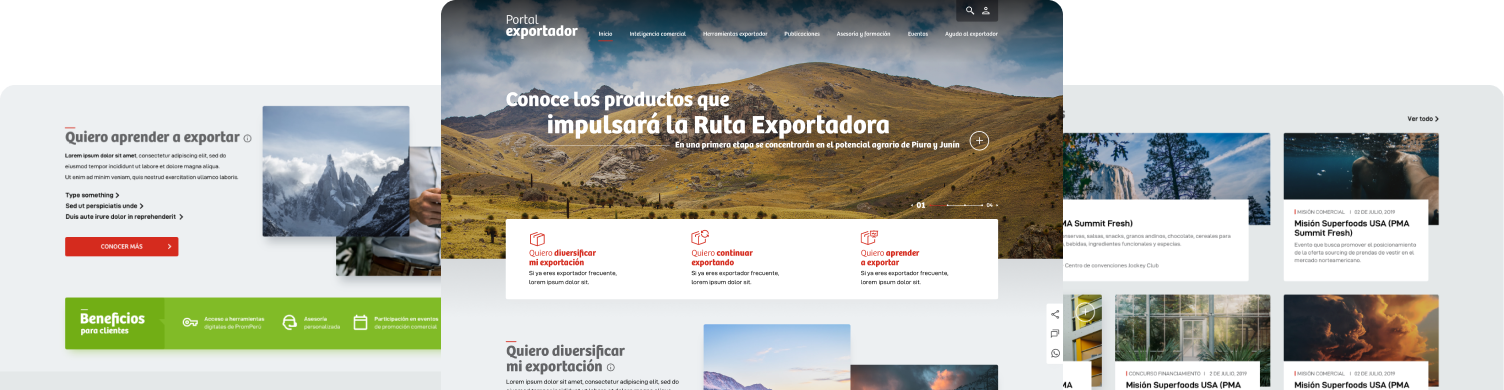 Quiero aprender a exportar
Lorem ipsum dolor sit amet, consectetur adipiscing elit, sed do
eiusmod tempor incididunt ut labore et dolore magna aliqua.
Ut enim ad minim veniam, quis nostrud exercitation ullamco laboris.
Type something
Sed ut perspiciatis unde
Duis aute irure dolor in reprehenderit
CONOCER MÁS
Beneficios
para clientes
Acceso a herramientas
digitales de PromPerú
Asesoría
personalizada
Participación en eventos
de promoción comercial
Portal
exportador
Inicio
Inteligencia comercial
Herramientas exportador
Publicaciones
Asesoría y formación
Eventos
Ayuda al exportador
Conoce los productos que
impulsará la Ruta Exportadora
En una primera etapa se concentrarán en el potencial agrario de Piura y Junín
01
04
Quiero diversificar
mi exportación
Si ya eres exportador frecuente,
lorem ipsum dolor sit.
Quiero continuar
exportando
Si ya eres exportador frecuente,
lorem ipsum dolor sit.
Quiero aprender
a exportar
Si ya eres exportador frecuente,
lorem ipsum dolor sit.
Quiero diversificar
mi exportación
Lorem ipsum dolor sit amet, consectetur adipiscing elit, sed do
Ver todo
MA Summit Fresh)
nservas, salsas, snacks, granos andinos, chocolate, cereales para
, bebidas, ingredientes funcionales y especias.
Centro de convenciones Jockey Club
MISIÓN COMERCIAL | 02 DE JULIO, 2019
Misión Superfoods USA (PMA
Summit Fresh)
Evento que busca promover el posicionamiento
de la oferta sourcing de prendas de vestir en el
mercado norteamericano.
MA
CONCURSO FINANCIAMIENTO | 2 DE JULIO, 2019
Misión Superfoods USA (PMA
MISIÓN COMERCIAL | 02 DE JULIO, 2019
Misión Superfoods USA (PMA